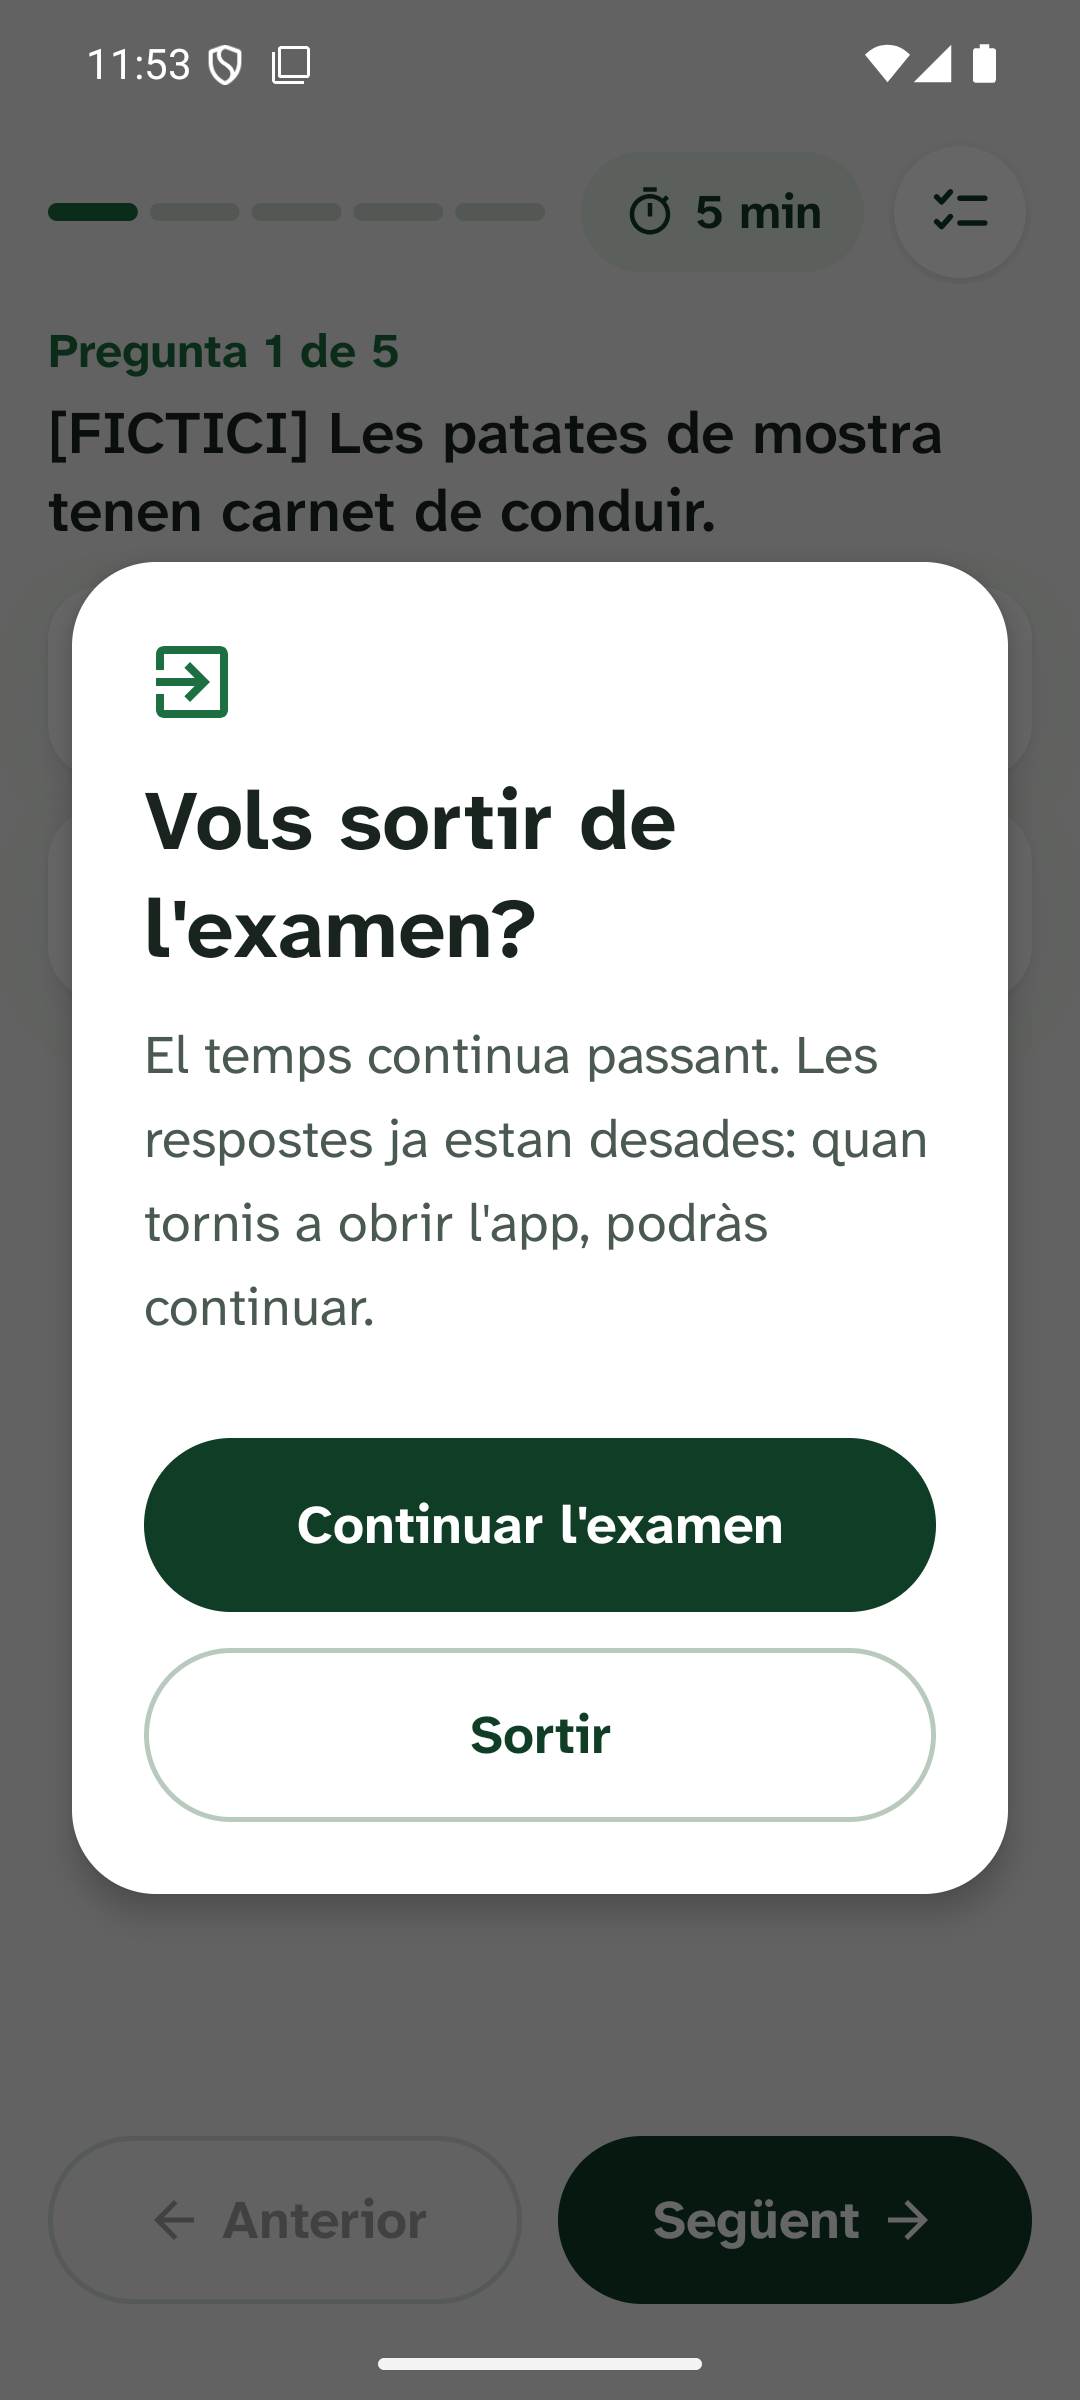 11:53
5 min
Pregunta 1 de 5
[FICTICI] Les patates de mostra
tenen carnet de conduir.
Vols sortir de
l'examen?
El temps continua passant. Les
respostes ja estan desades: quan
tornis a obrir l'app, podràs
continuar.
Continuar l'examen
Sortir
Anterior
Següent